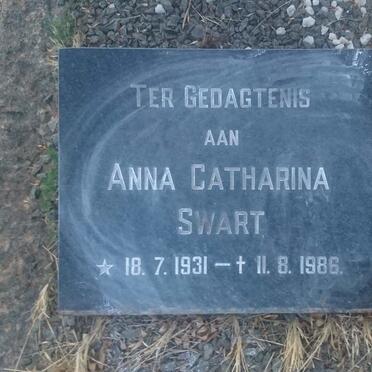 TER GEDAGTENIS
AAN
ANNA CATHARINA
SWART
★ 18. 7. 1931 – † 11. 8. 1986.